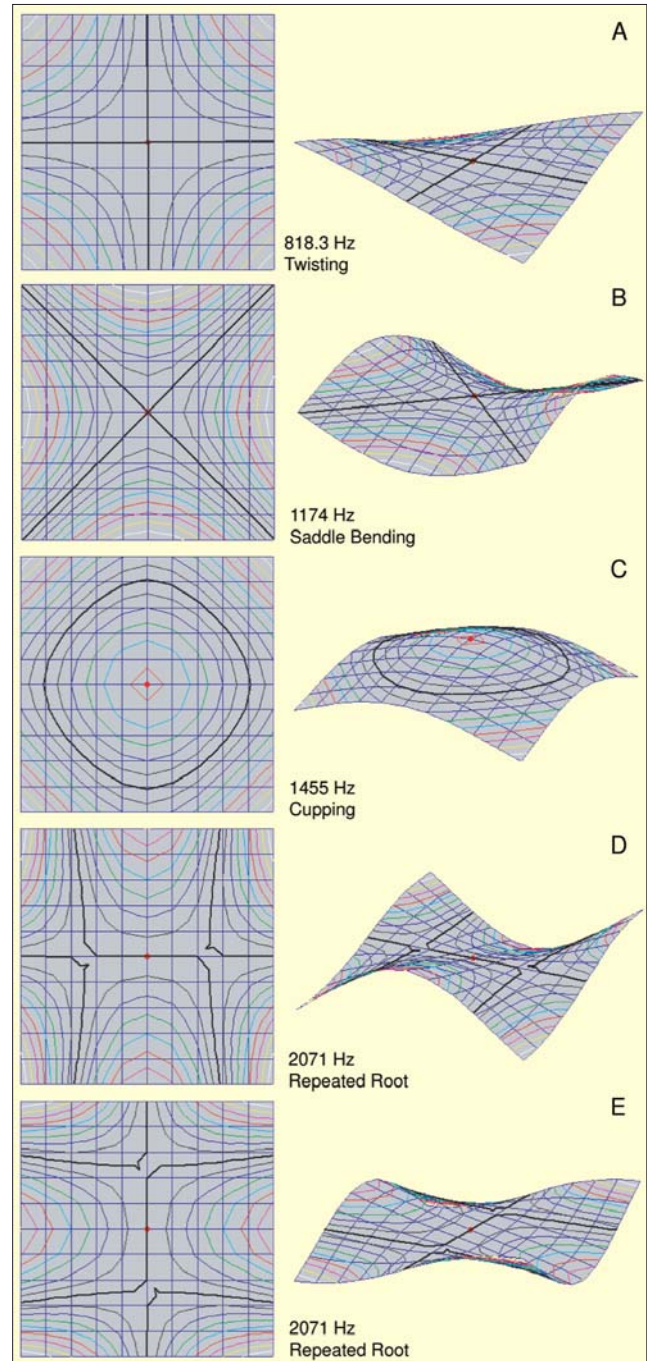 A
818.3 Hz
Twisting
B
1174 Hz
Saddle Bending
C
1455 Hz
Cupping
D
2071 Hz
Repeated Root
E
2071 Hz
Repeated Root